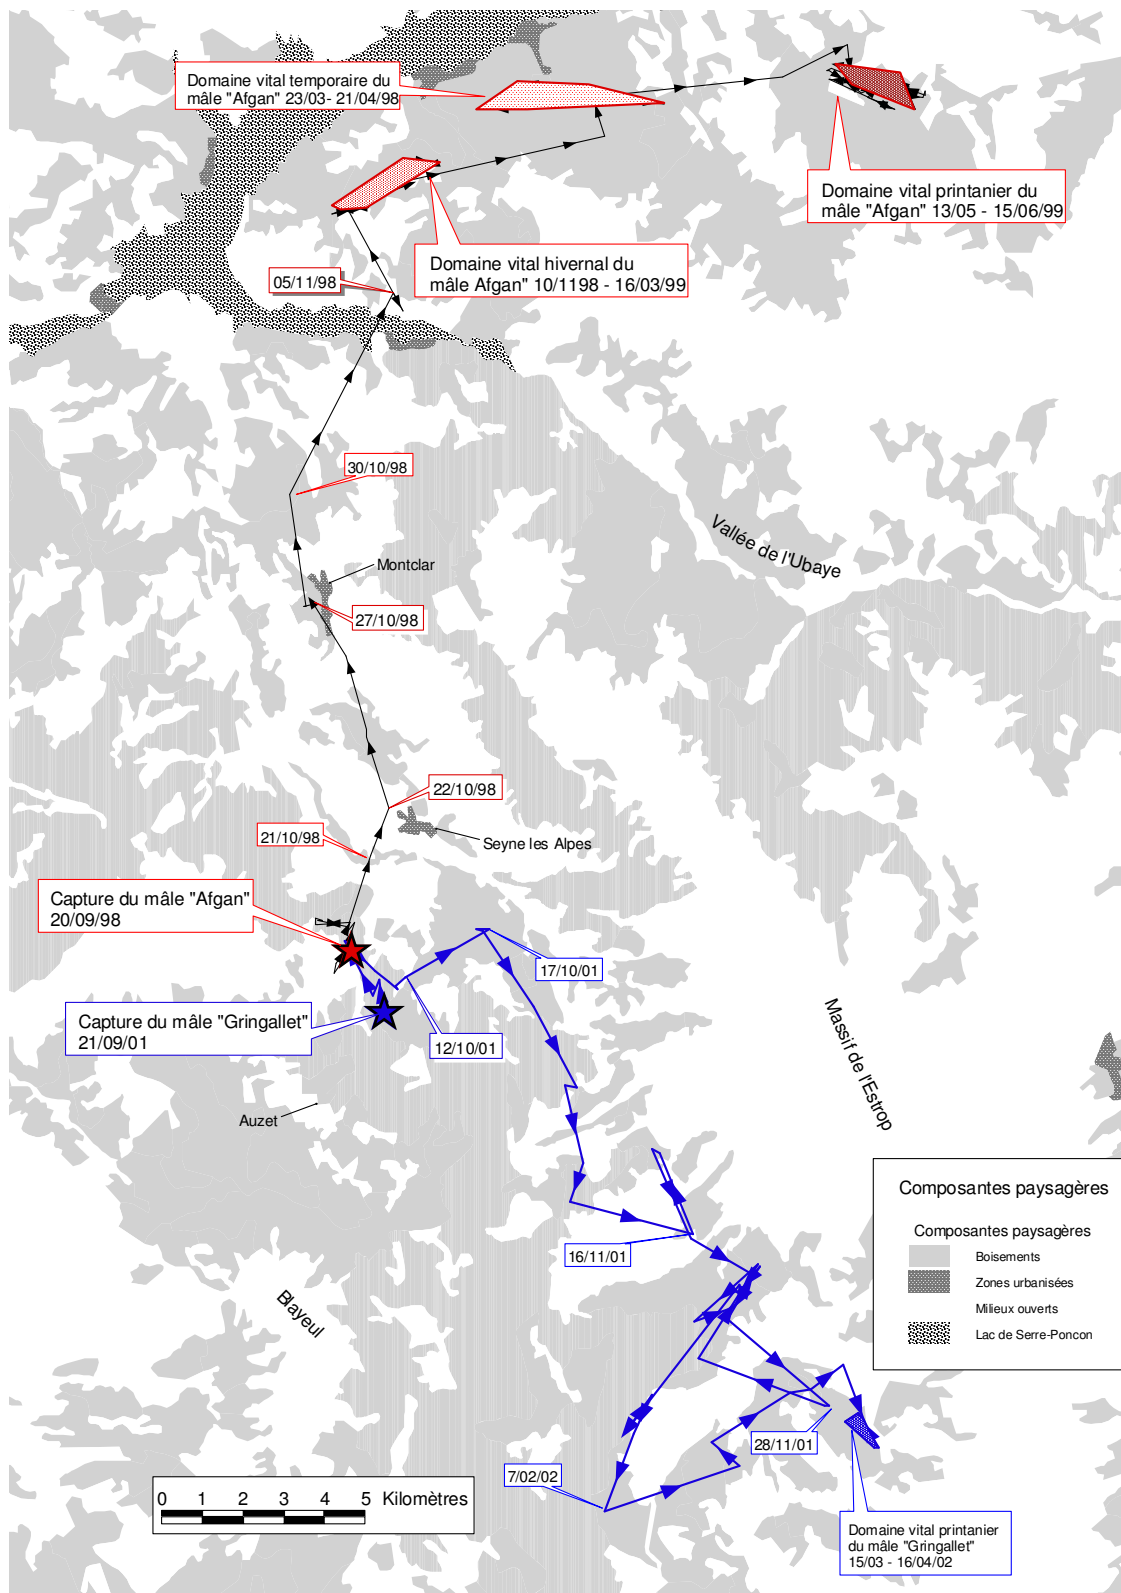 Domaine vital temporaire du
mâle "Afgan" 23/03- 21/04/98
Domaine vital printanier du
mâle "Afgan" 13/05 - 15/06/99
Domaine vital hivernal du
mâle Afgan" 10/1198 - 16/03/99
05/11/98
30/10/98
Vallée de l'Ubaye
Montclar
27/10/98
22/10/98
21/10/98
Seyne les Alpes
Capture du mâle "Afgan"
20/09/98
17/10/01
Capture du mâle "Gringallet"
21/09/01
12/10/01
Massif de l'Estrop
Auzet
Composantes paysagères
Composantes paysagères
Boisements
Zones urbanisées
Milieux ouverts
Lac de Serre-Poncon
16/11/01
Blayeul
28/11/01
7/02/02
0 1 2 3 4 5 Kilomètres
Domaine vital printanier
du mâle "Gringallet"
15/03 - 16/04/02